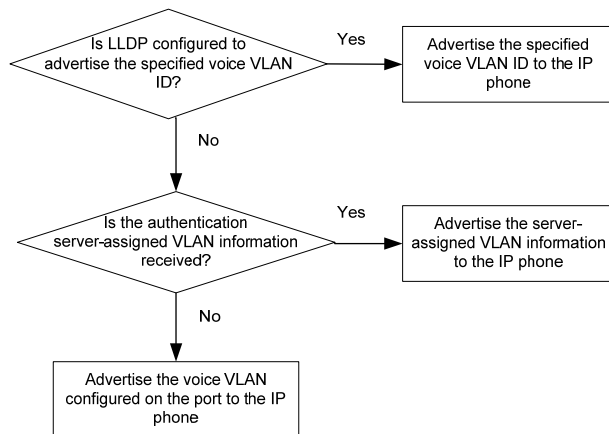 Is LLDP configured to
advertise the specified voice VLAN
ID?
Yes
Advertise the specified
voice VLAN ID to the IP
phone
No
Is the authentication
server-assigned VLAN information
received?
Yes
Advertise the server-
assigned VLAN information
to the IP phone
No
Advertise the voice VLAN
configured on the port to the IP
phone